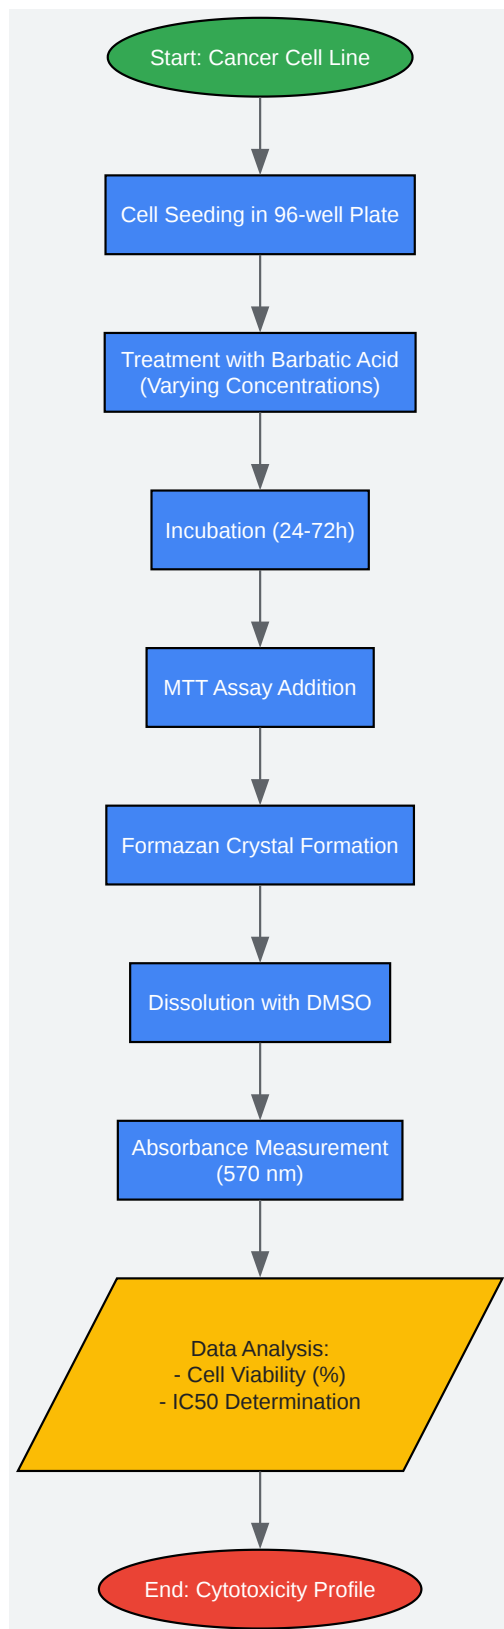 Start: Cancer Cell Line
Cell Seeding in 96-well Plate
Treatment with Barbatic Acid
(Varying Concentrations)
Incubation (24-72h)
MTT Assay Addition
Formazan Crystal Formation
Dissolution with DMSO
Absorbance Measurement
(570 nm)
Data Analysis:
- Cell Viability (%)
- IC50 Determination
End: Cytotoxicity Profile